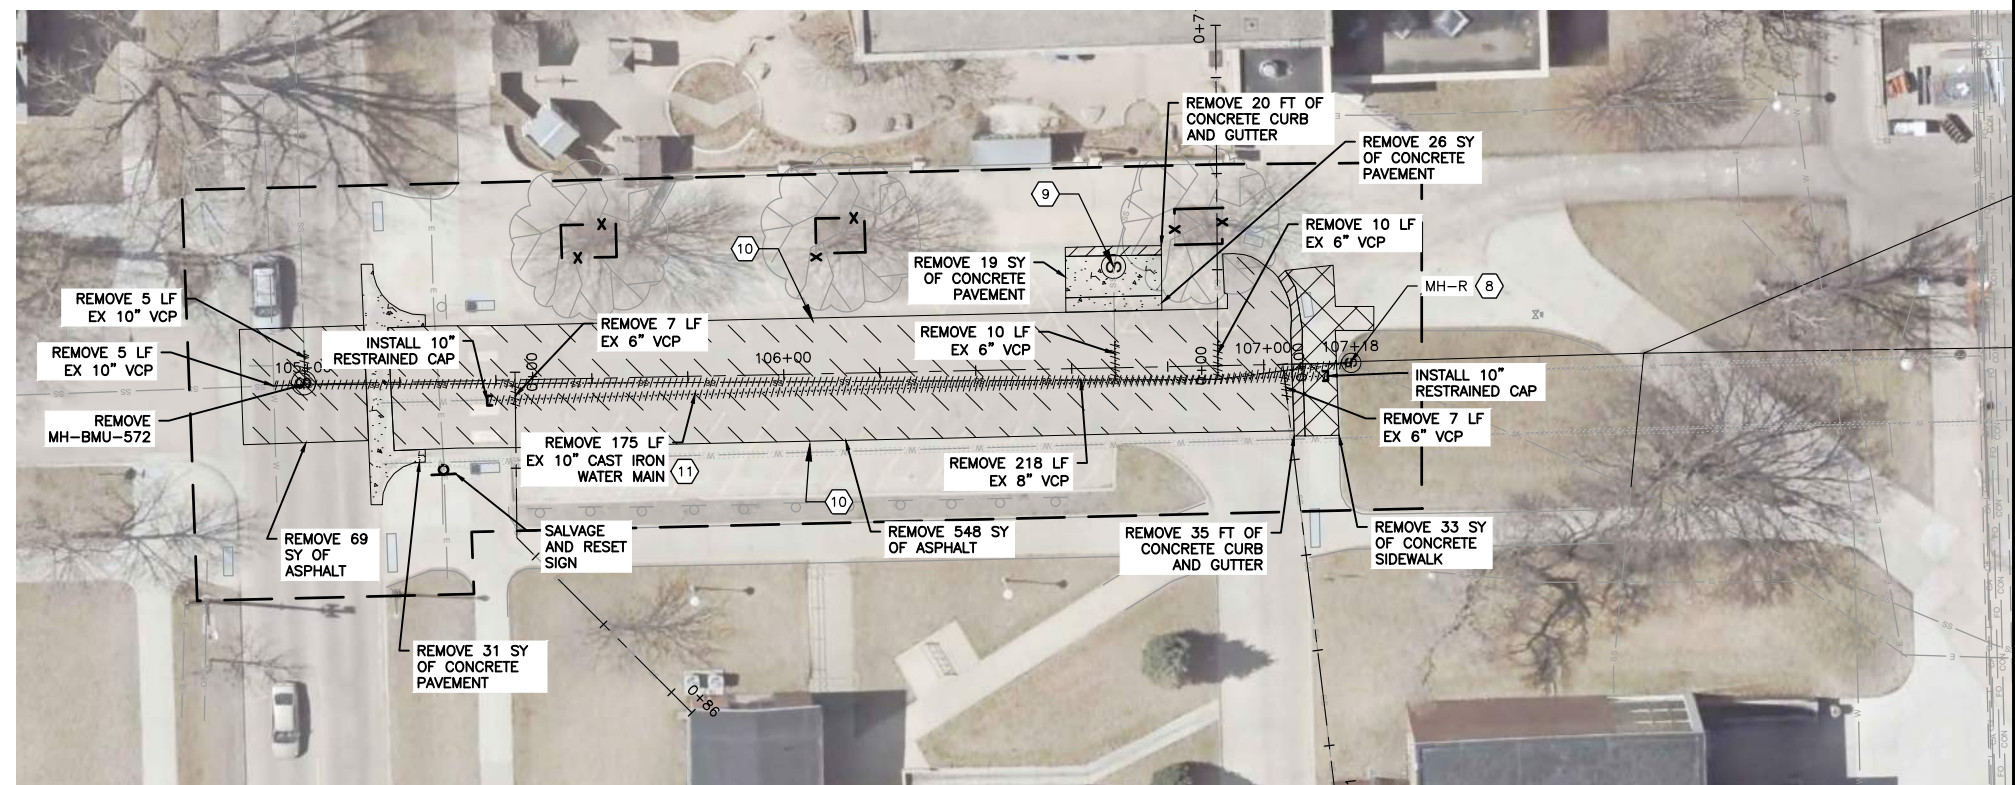 0+7
REMOVE 20 FT OF
CONCRETE CURB
AND GUTTER
REMOVE 26 SY
OF CONCRETE
PAVEMENT
9
10
REMOVE 10 LF
EX 6" VCP
REMOVE 19 SY
OF CONCRETE
PAVEMENT
MH-R 8
REMOVE 5 LF
EX 10" VCP
INSTALL 10"
RESTRAINED CAP
REMOVE 7 LF
EX 6" VCP
REMOVE 10 LF
EX 6" VCP
REMOVE 5 LF
EX 10" VCP
106+00
107+00
107+18
0+00
INSTALL 10"
RESTRAINED CAP
REMOVE
MH-BMU-572
REMOVE 7 LF
EX 6" VCP
REMOVE 175 LF
EX 10" CAST IRON
WATER MAIN 11
REMOVE 218 LF
EX 8" VCP
10
REMOVE 69
SY OF
ASPHALT
SALVAGE
AND RESET
SIGN
REMOVE 548 SY
OF ASPHALT
REMOVE 35 FT OF
CONCRETE CURB
AND GUTTER
REMOVE 33 SY
OF CONCRETE
SIDEWALK
REMOVE 31 SY
OF CONCRETE
PAVEMENT
0+86